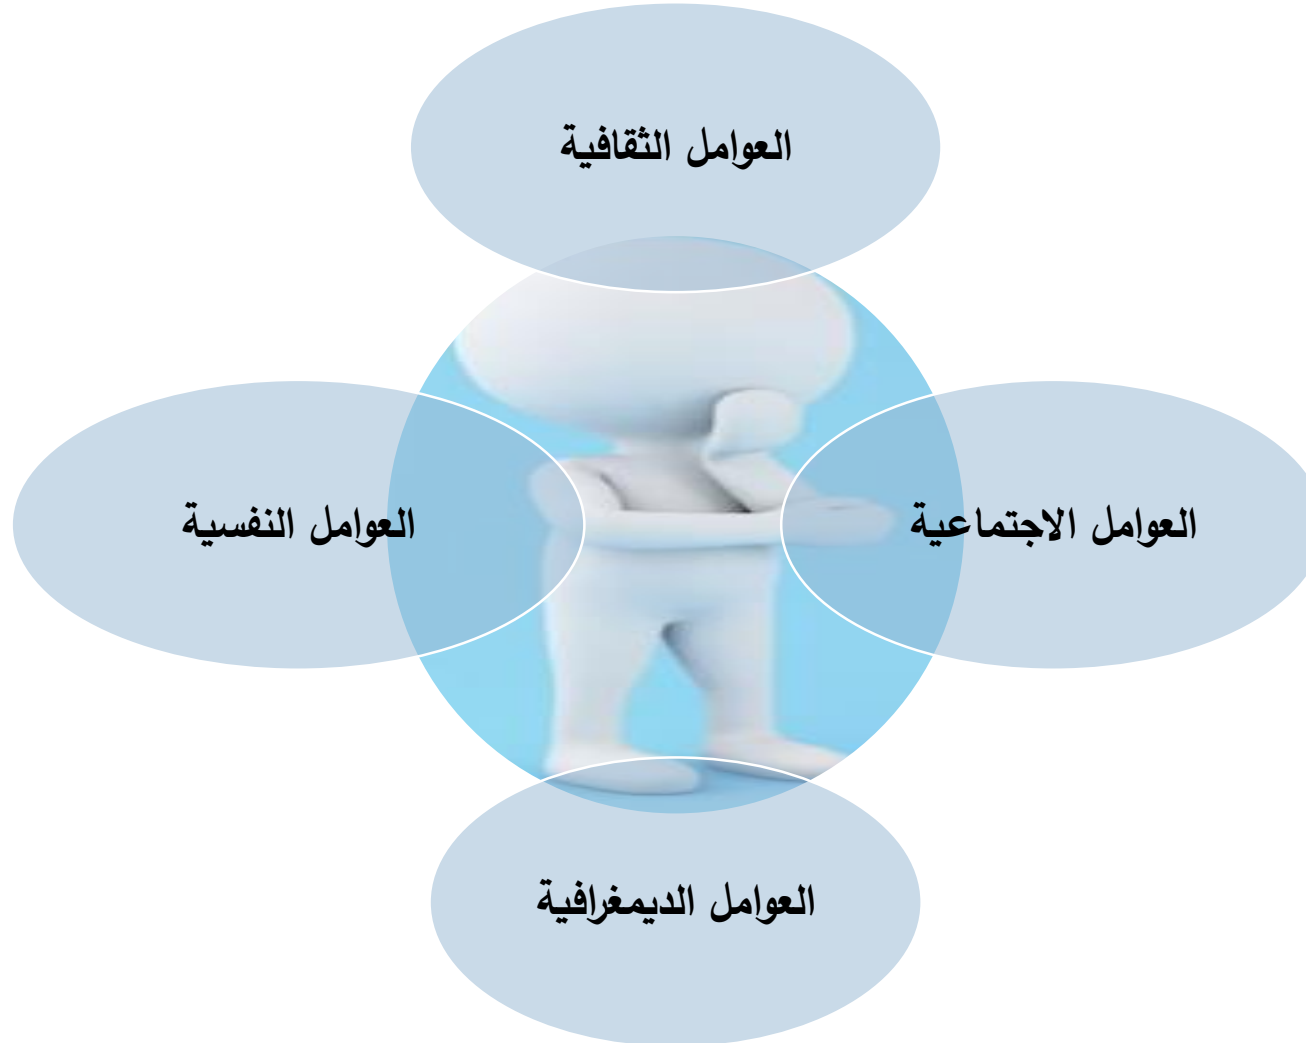 العوامل الثقافية
العوامل الاجتماعية
العوامل النفسية
العوامل الديمغرافية